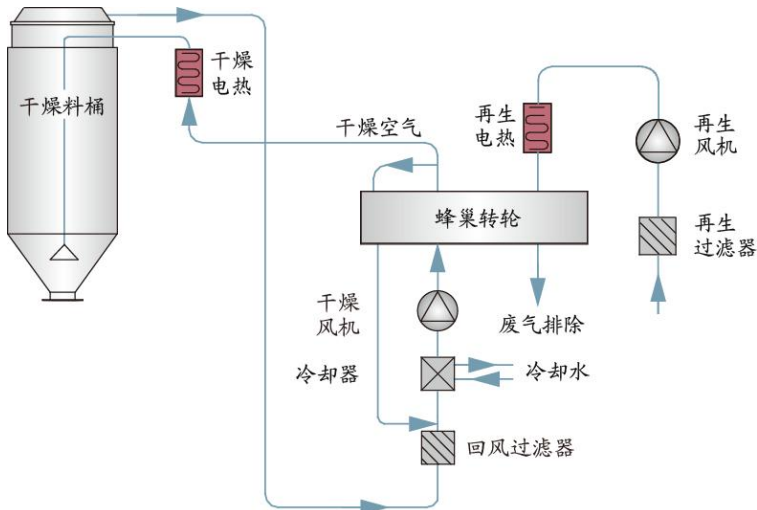 干燥料桶
干燥
电热
干燥空气
再生
电热
再生
风机
蜂巢转轮
再生
过滤器
干燥
风机
废气排除
冷却器
冷却水
回风过滤器